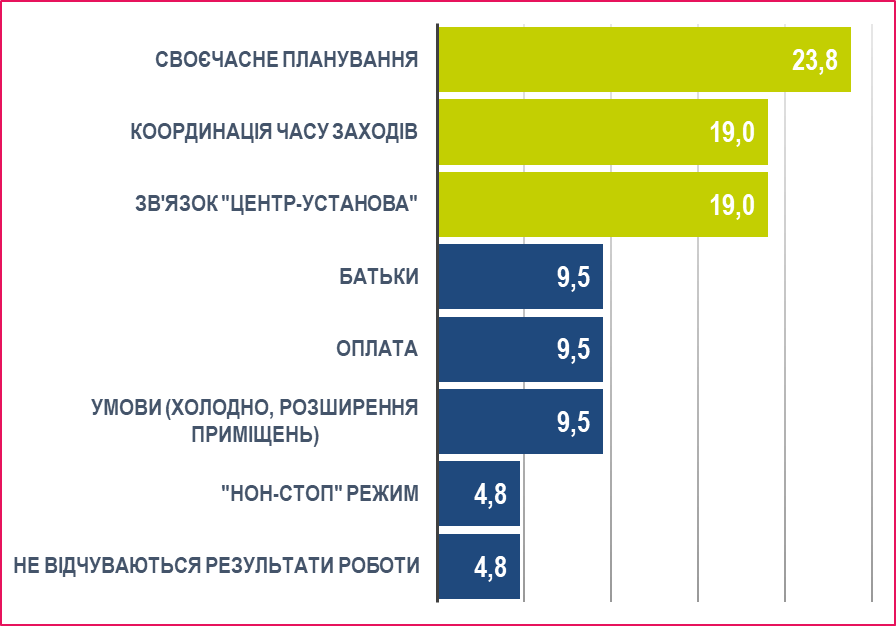 СВОЄЧАСНЕ ПЛАНУВАННЯ 23,8
КООРДИНАЦІЯ ЧАСУ ЗАХОДІВ 19,0
ЗВ'ЯЗОК "ЦЕНТР-УСТАНОВА" 19,0
БАТЬКИ 9,5
ОПЛАТА 9,5
УМОВИ (ХОЛОДНО, РОЗШИРЕННЯ
ПРИМІЩЕНЬ) 9,5
"НОН-СТОП" РЕЖИМ 4,8
НЕ ВІДЧУВАЮТЬСЯ РЕЗУЛЬТАТИ РОБОТИ 4,8